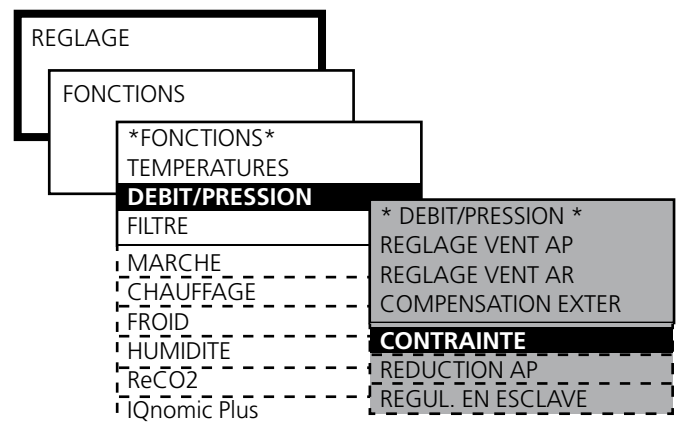 REGLAGE
FONCTIONS
*FONCTIONS*
TEMPERATURES
DEBIT/PRESSION
FILTRE
MARCHE
CHAUFFAGE
FROID
HUMIDITE
ReCO2
IQnomic Plus
* DEBIT/PRESSION *
REGLAGE VENT AP
REGLAGE VENT AR
COMPENSATION EXTER
CONTRAINTE
REDUCTION AP
REGUL. EN ESCLAVE